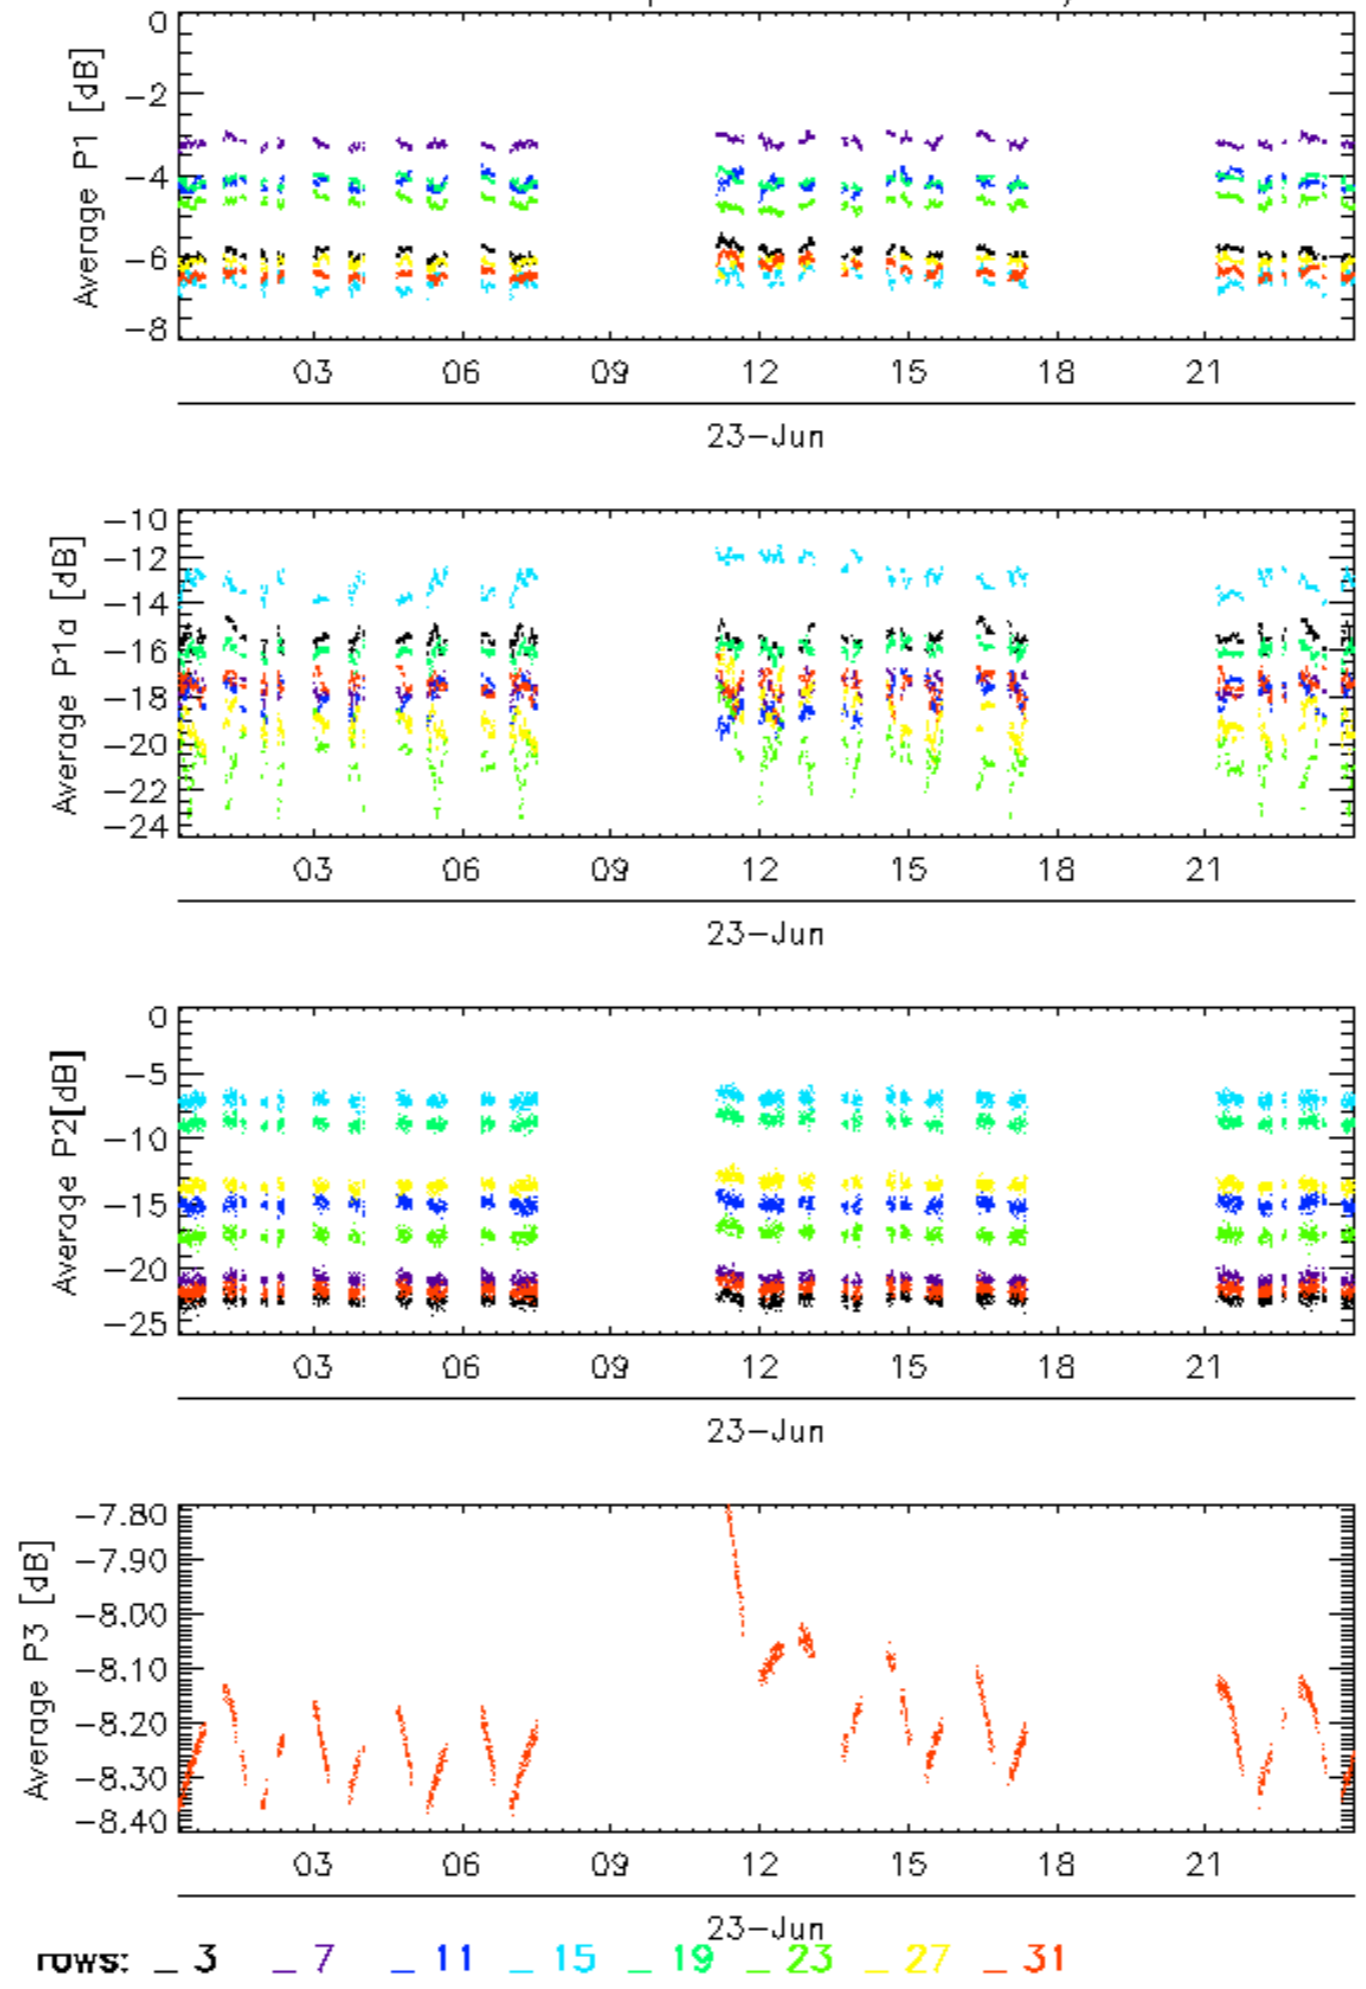 0
-2
-4
-6
-8
Average P1 [dB]
03 06 09 12 15 18 21
23-Jun
-10
-12
-14
-16
-18
-20
-22
-24
Average P1a [dB]
03 06 09 12 15 18 21
23-Jun
0
-5
-10
-15
-20
-25
Average P2[dB]
03 06 09 12 15 18 21
23-Jun
-7.80
-7.90
-8.00
-8.10
-8.20
-8.30
-8.40
Average P3 [dB]
03 06 09 12 15 18 21
23-Jun
rows: _ 3 _ 7 _ 11 _ 15 _ 19 _ 23 _ 27 _ 31